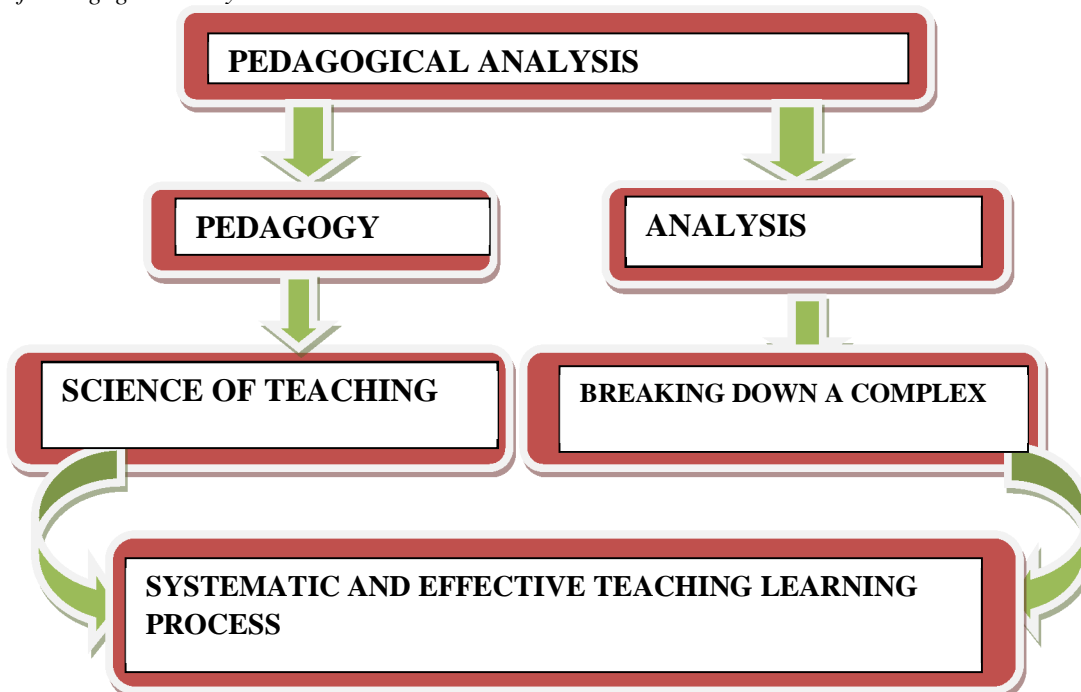 PEDAGOGICAL ANALYSIS
PEDAGOGY
ANALYSIS
SCIENCE OF TEACHING
BREAKING DOWN A COMPLEX
SYSTEMATIC AND EFFECTIVE TEACHING LEARNING
PROCESS